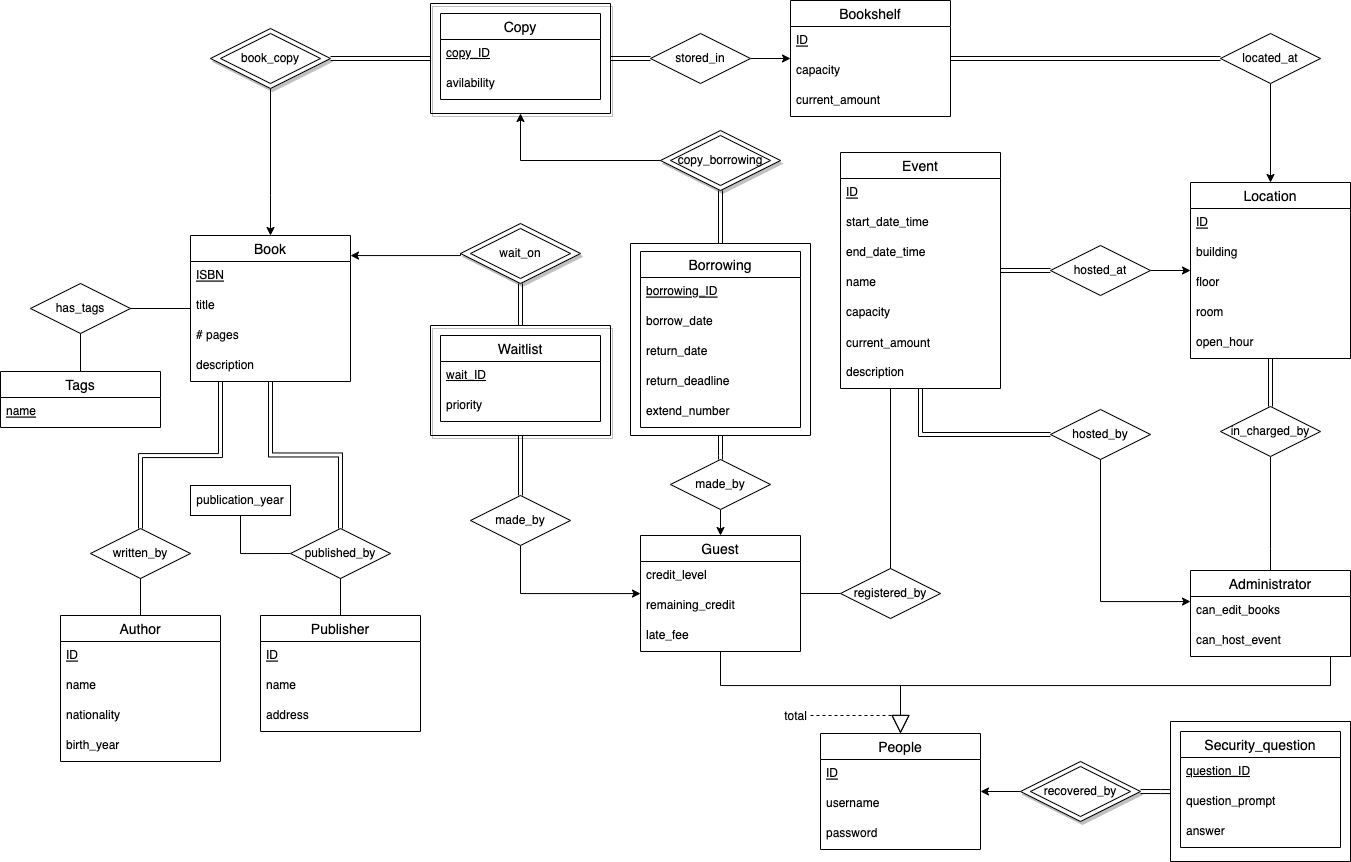 Copy
copy_ID
avilability
book_copy
stored_in
Bookshelf
ID
capacity
current_amount
located_at
copy_borrowing
Event
ID
start_date_time
end_date_time
name
capacity
current_amount
description
Location
ID
building
floor
room
open_hour
Book
ISBN
title
# pages
description
wait_on
Borrowing
borrowing_ID
borrow_date
return_date
return_deadline
extend_number
hosted_at
has_tags
Tags
name
Waitlist
wait_ID
priority
hosted_by
in_charged_by
publication_year
made_by
made_by
written_by
published_by
Guest
credit_level
remaining_credit
late_fee
registered_by
Administrator
can_edit_books
can_host_event
Author
ID
name
nationality
birth_year
Publisher
ID
name
address
total
People
ID
username
password
recovered_by
Security_question
question_ID
question_prompt
answer